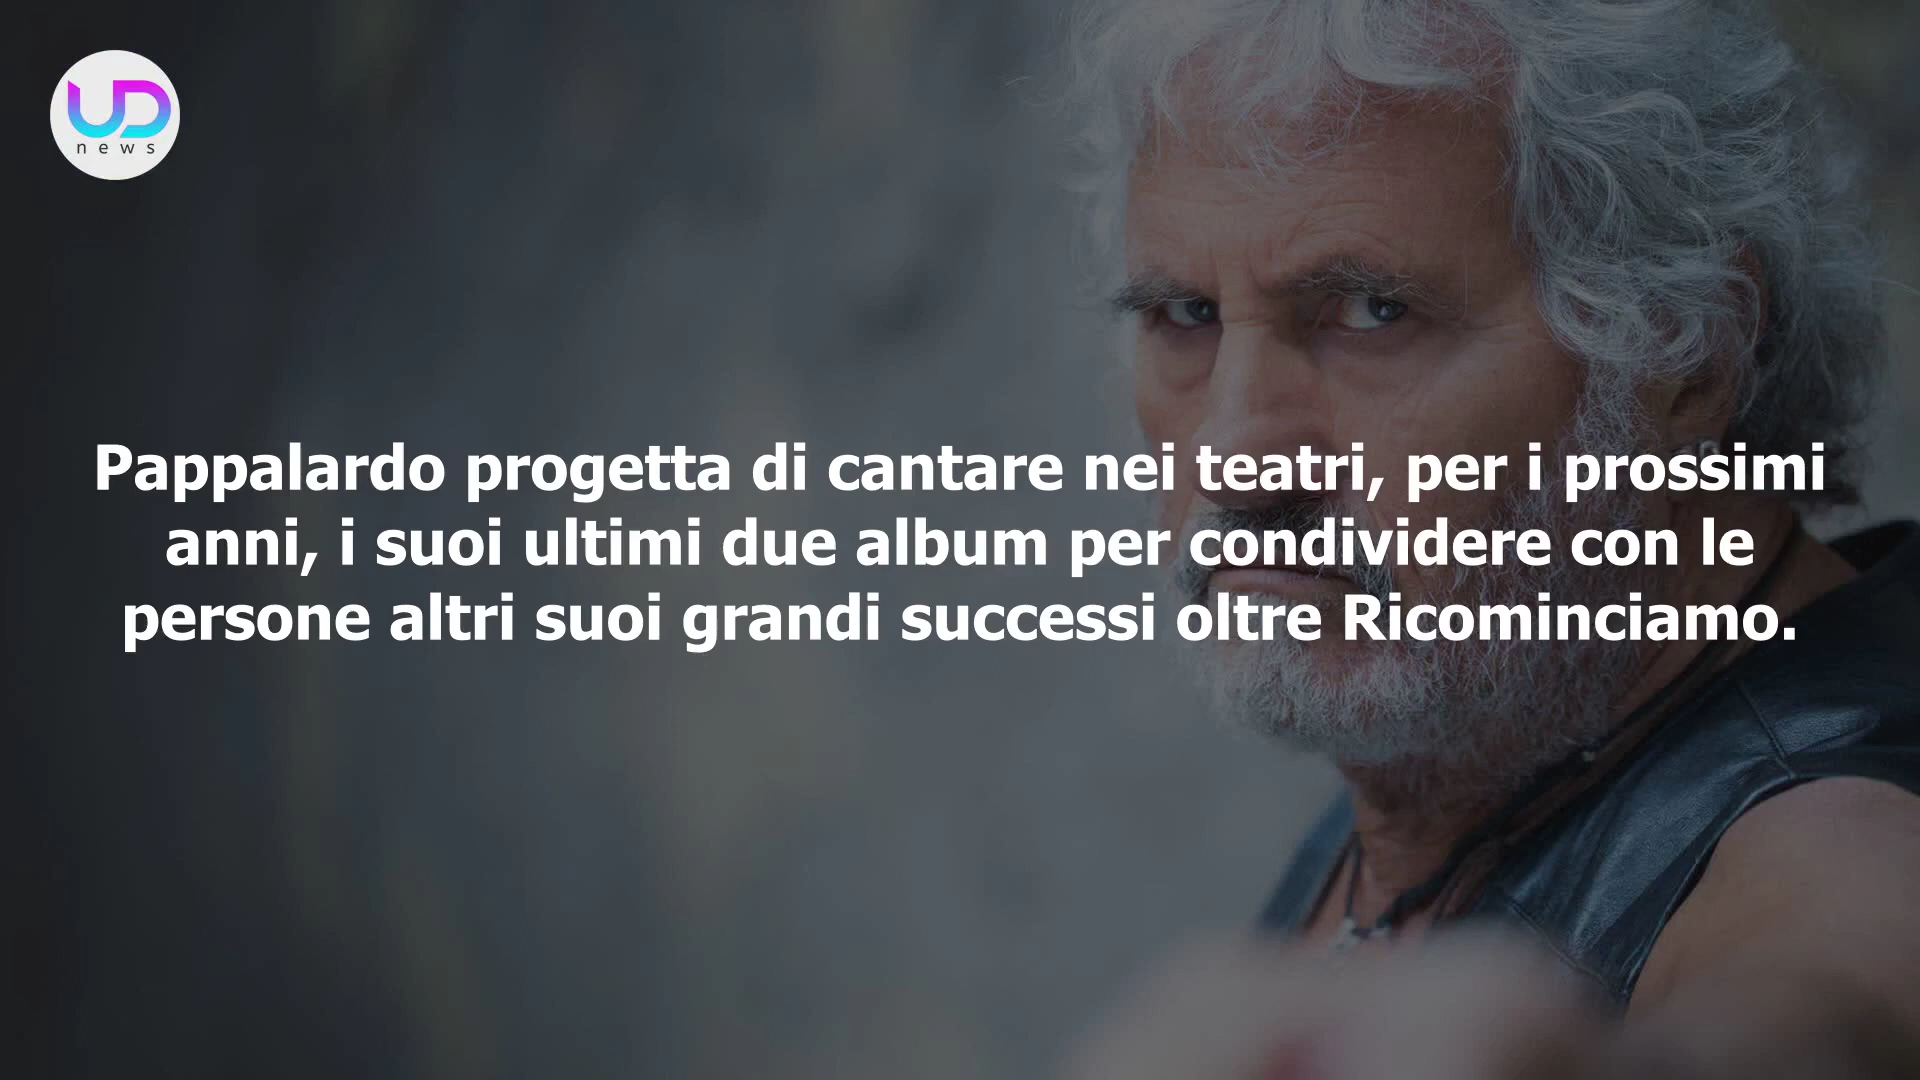 UD
news
Pappalardo progetta di cantare nei teatri, per i prossimi
anni, i suoi ultimi due album per condividere con le
persone altri suoi grandi successi oltre Ricominciamo.